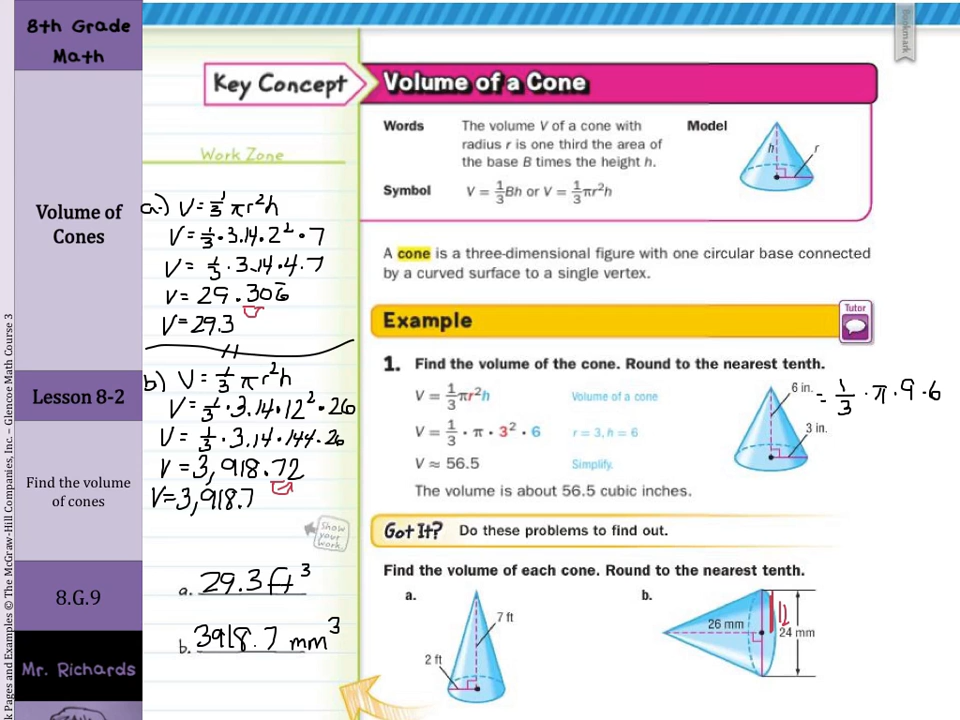 8th Grade
Math
Volume of
Cones
Lesson 8-2
Find the volume
of cones
8.G.9
Mr. Richards
k Pages and Examples © The McGraw-Hill Companies, Inc. – Glencoe Math Course 3
Bookmark
Key Concept
Volume of a Cone
Work Zone
Words
The volume V of a cone with
radius r is one third the area of
the base B times the height h.
Model
h
r
Symbol
V = 1/3 Bh or V = 1/3 πr²h
A cone is a three-dimensional figure with one circular base connected
by a curved surface to a single vertex.
a.) V = 1/3 πr²h
V = 1/3 · 3.14 · 2² · 7
V = 1/3 · 3.14 · 4 · 7
V = 29.306̅
V = 29.3
b) V = 1/3 πr²h
V = 1/3 · 3.14 · 12² · 26
V = 1/3 · 3.14 · 144 · 26
V = 3,918.72
V = 3,918.7
Show
your
work.
a. 29.3 ft³
b. 3918.7 mm³
Example
Tutor
1. Find the volume of the cone. Round to the nearest tenth.
V = 1/3 πr²h Volume of a cone
V = 1/3 · π · 3² · 6 r = 3, h = 6
V ≈ 56.5 Simplify.
The volume is about 56.5 cubic inches.
6 in.
3 in.
= 1/3 · π · 9 · 6
Got It? Do these problems to find out.
Find the volume of each cone. Round to the nearest tenth.
a.
7 ft
2 ft
b.
26 mm
12
24 mm